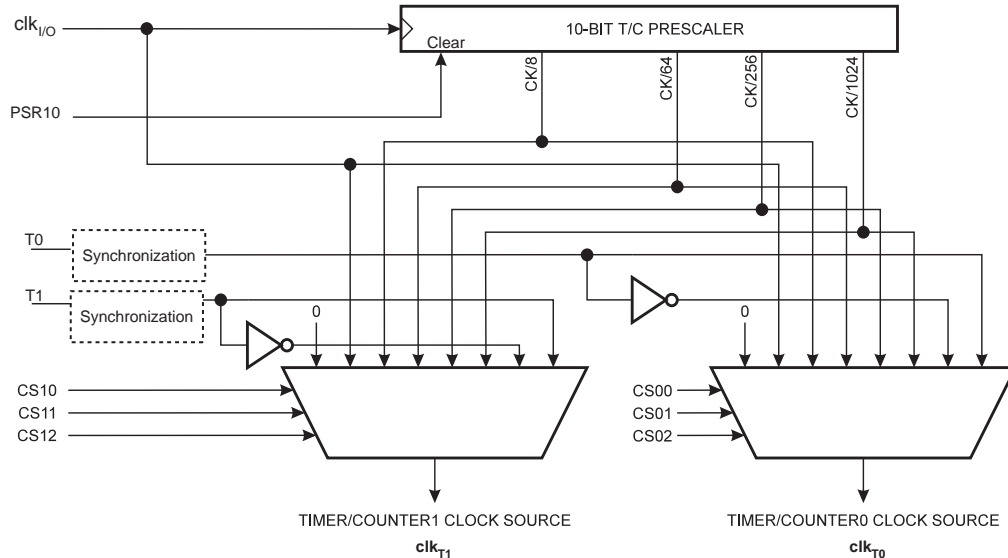 clkI/O
10-BIT T/C PRESCALER
Clear
CK/8
CK/64
CK/256
CK/1024
PSR10
T0
Synchronization
T1
Synchronization
0
0
CS10
CS11
CS12
CS00
CS01
CS02
TIMER/COUNTER1 CLOCK SOURCE
clkT1
TIMER/COUNTER0 CLOCK SOURCE
clkT0